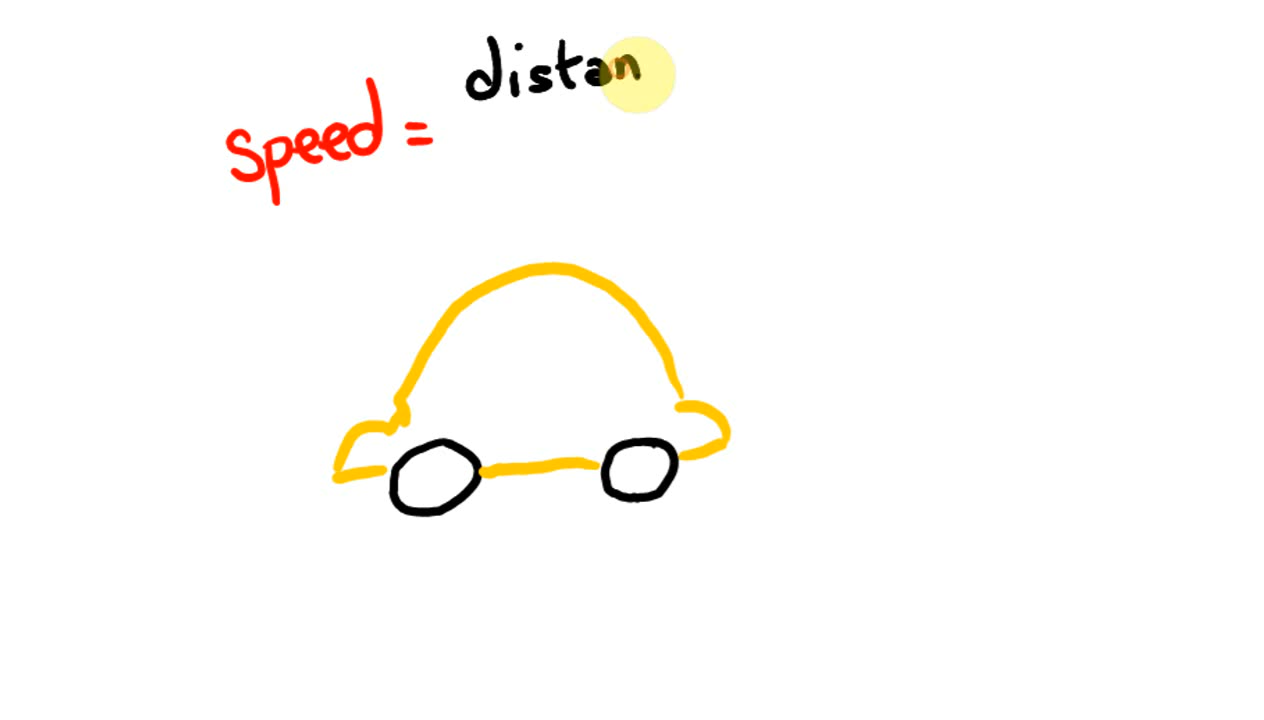 Speed = distan